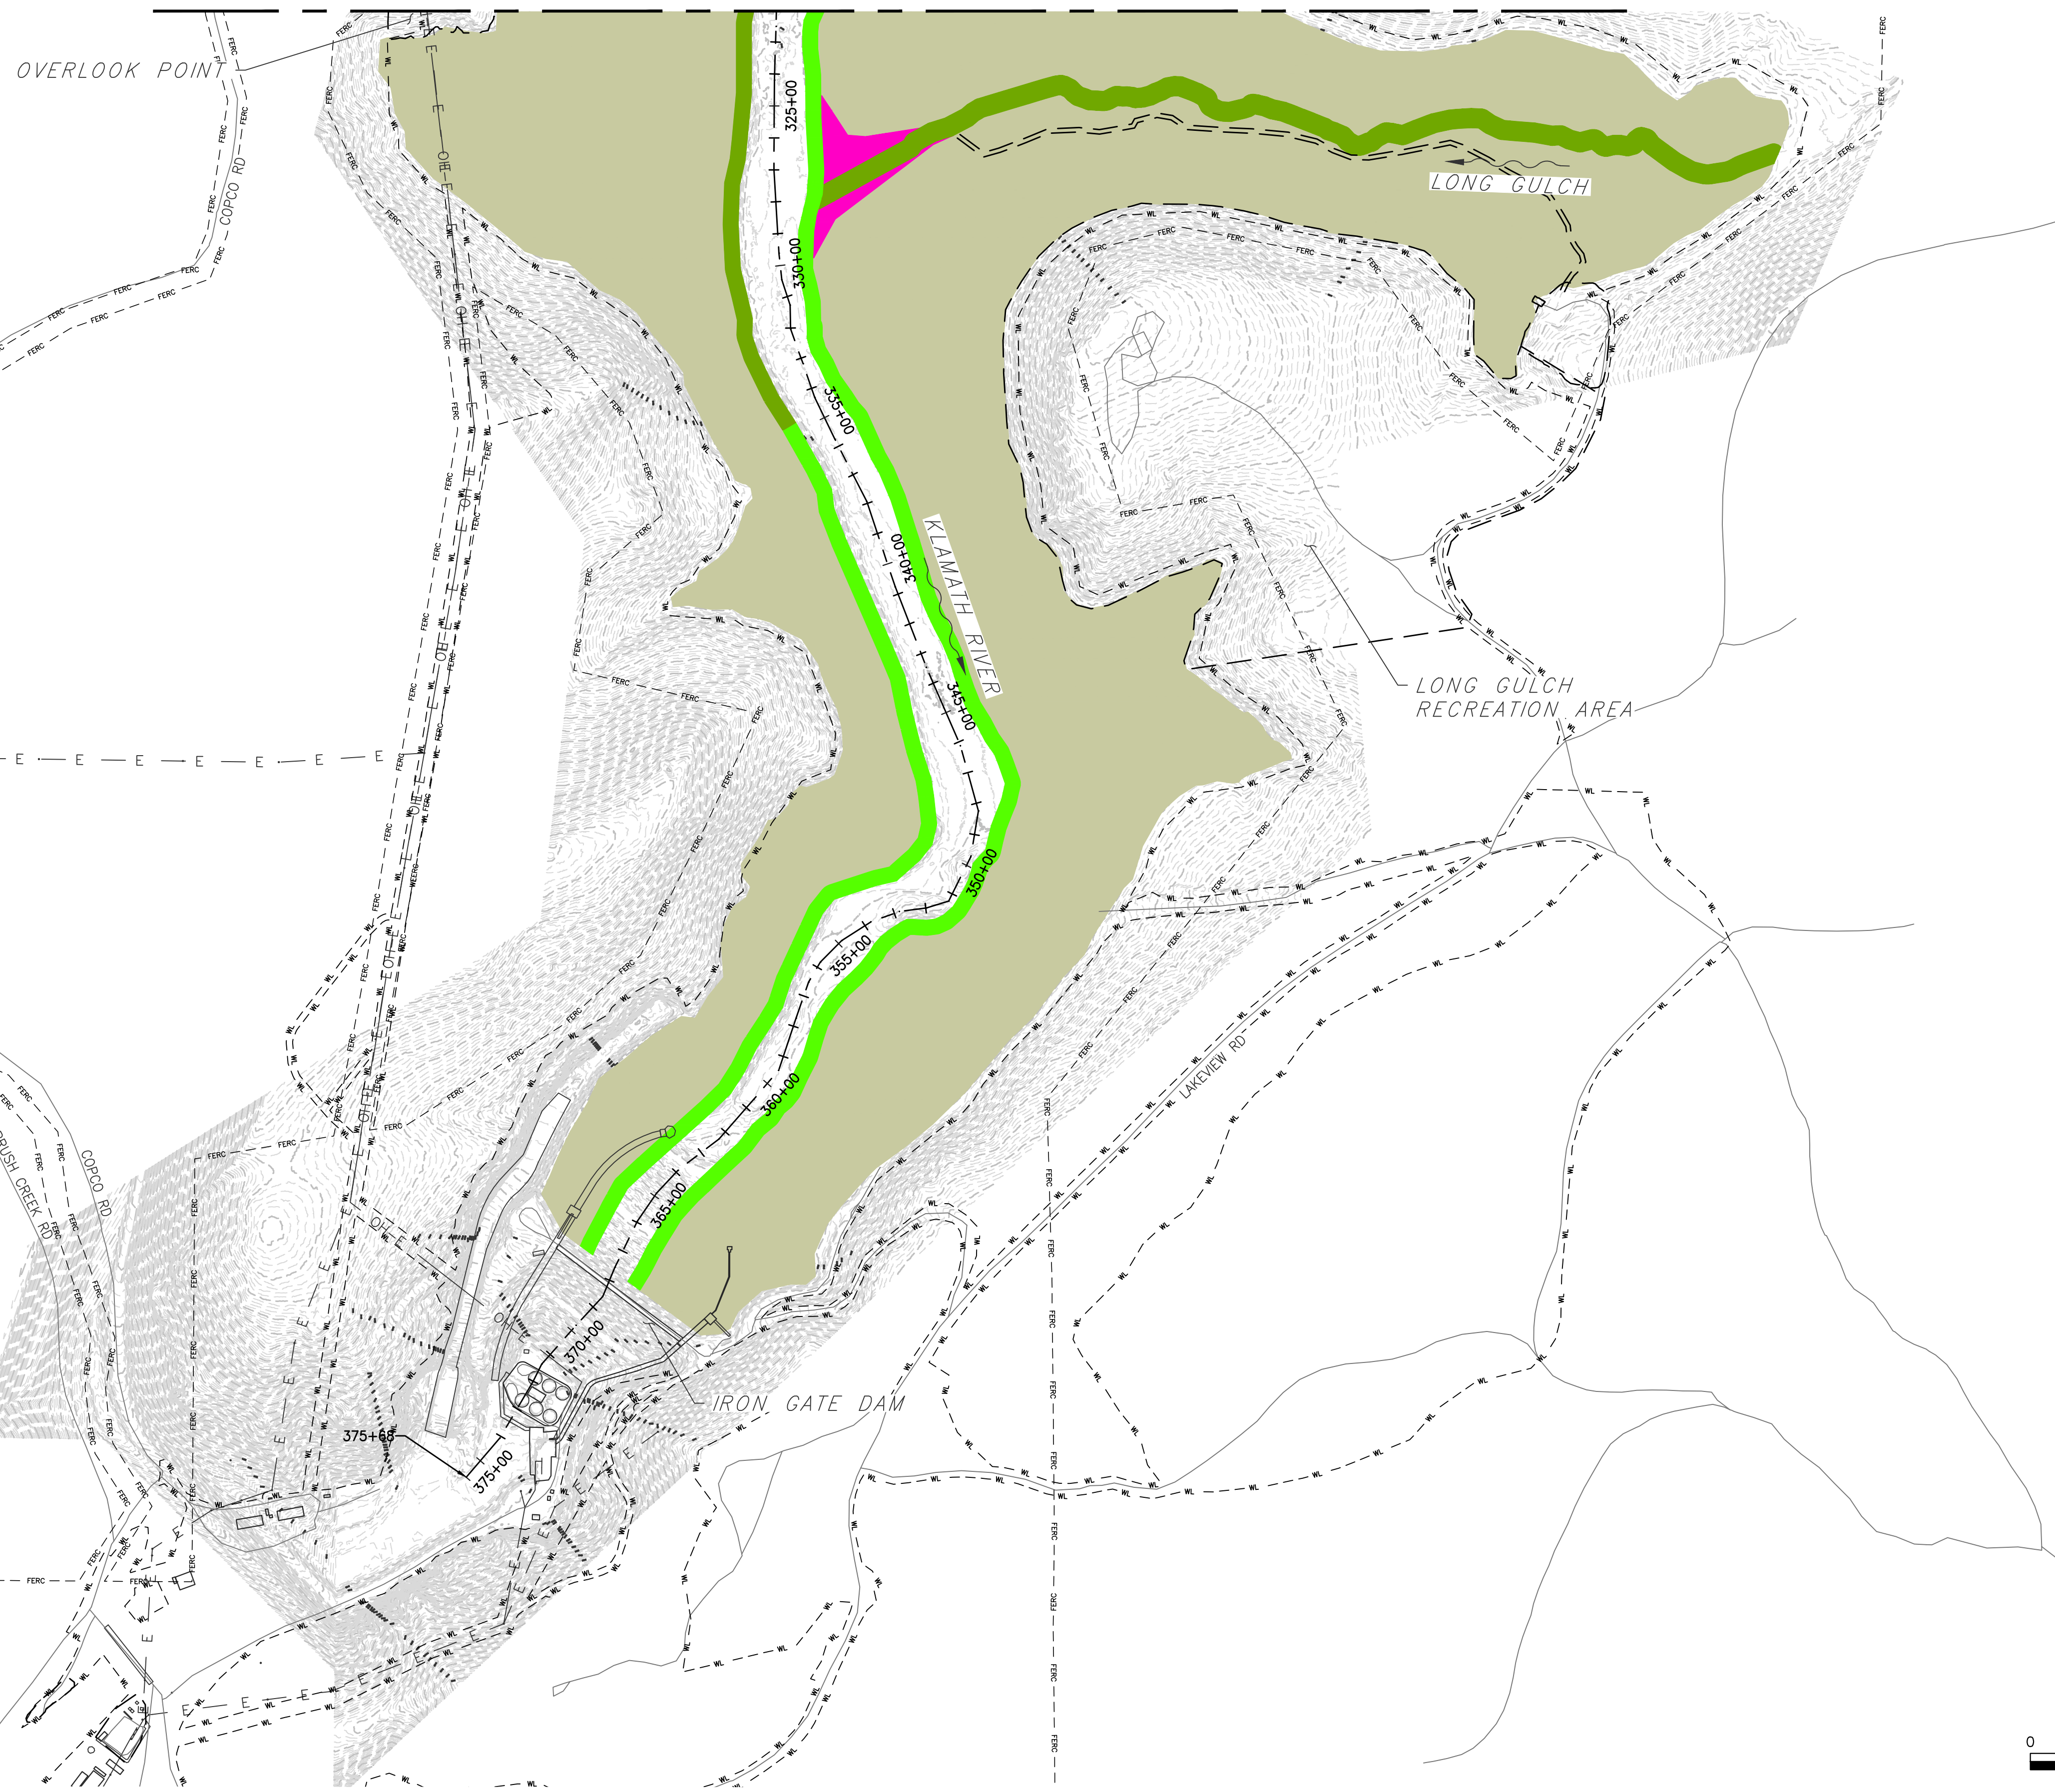 OVERLOOK POINT
COPCO RD
325+00
330+00
LONG GULCH
335+00
340+00
KLAMATH RIVER
345+00
LONG GULCH
RECREATION AREA
350+00
355+00
LAKEVIEW RD
360+00
COPCO RD
BRUSH CREEK RD
365+00
370+00
IRON GATE DAM
375+68
375+00
FERC
WL
E
OH E
0